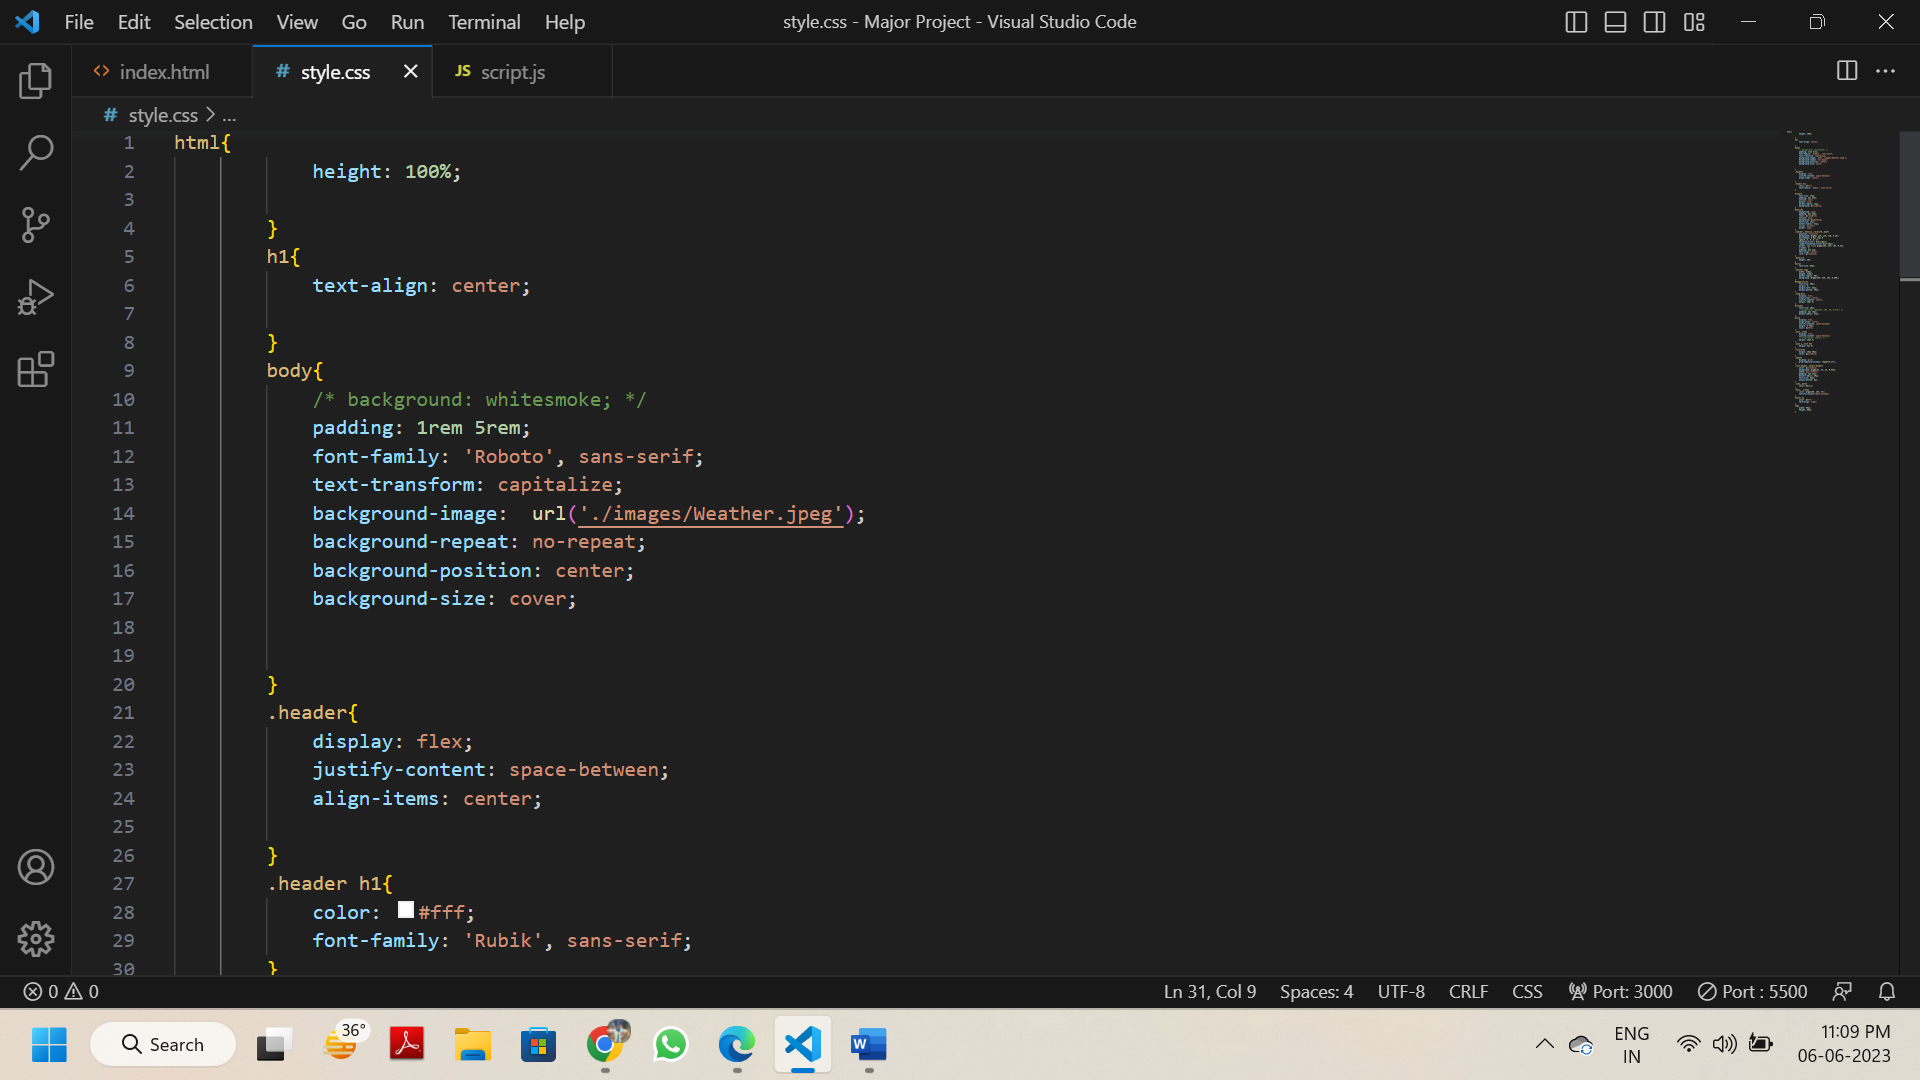 File Edit Selection View Go Run Terminal Help
style.css - Major Project - Visual Studio Code
<> index.html
# style.css
JS script.js
# style.css > ...
1 html{
2 height: 100%;
3
4 }
5 h1{
6 text-align: center;
7
8 }
9 body{
10 /* background: whitesmoke; */
11 padding: 1rem 5rem;
12 font-family: 'Roboto', sans-serif;
13 text-transform: capitalize;
14 background-image:  url('./images/Weather.jpeg');
15 background-repeat: no-repeat;
16 background-position: center;
17 background-size: cover;
18
19
20 }
21 .header{
22 display: flex;
23 justify-content: space-between;
24 align-items: center;
25
26 }
27 .header h1{
28 color: #fff;
29 font-family: 'Rubik', sans-serif;
30 }
0 0
Ln 31, Col 9 Spaces: 4 UTF-8 CRLF CSS Port: 3000 Port : 5500
Search
36°
W
ENG
IN
11:09 PM
06-06-2023